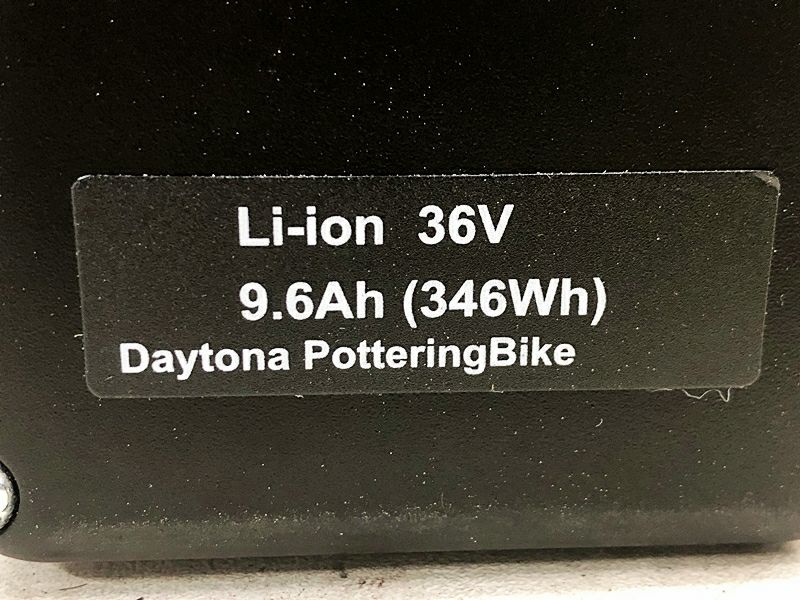 Li-ion 36V
9.6Ah (346Wh)
Daytona PotteringBike